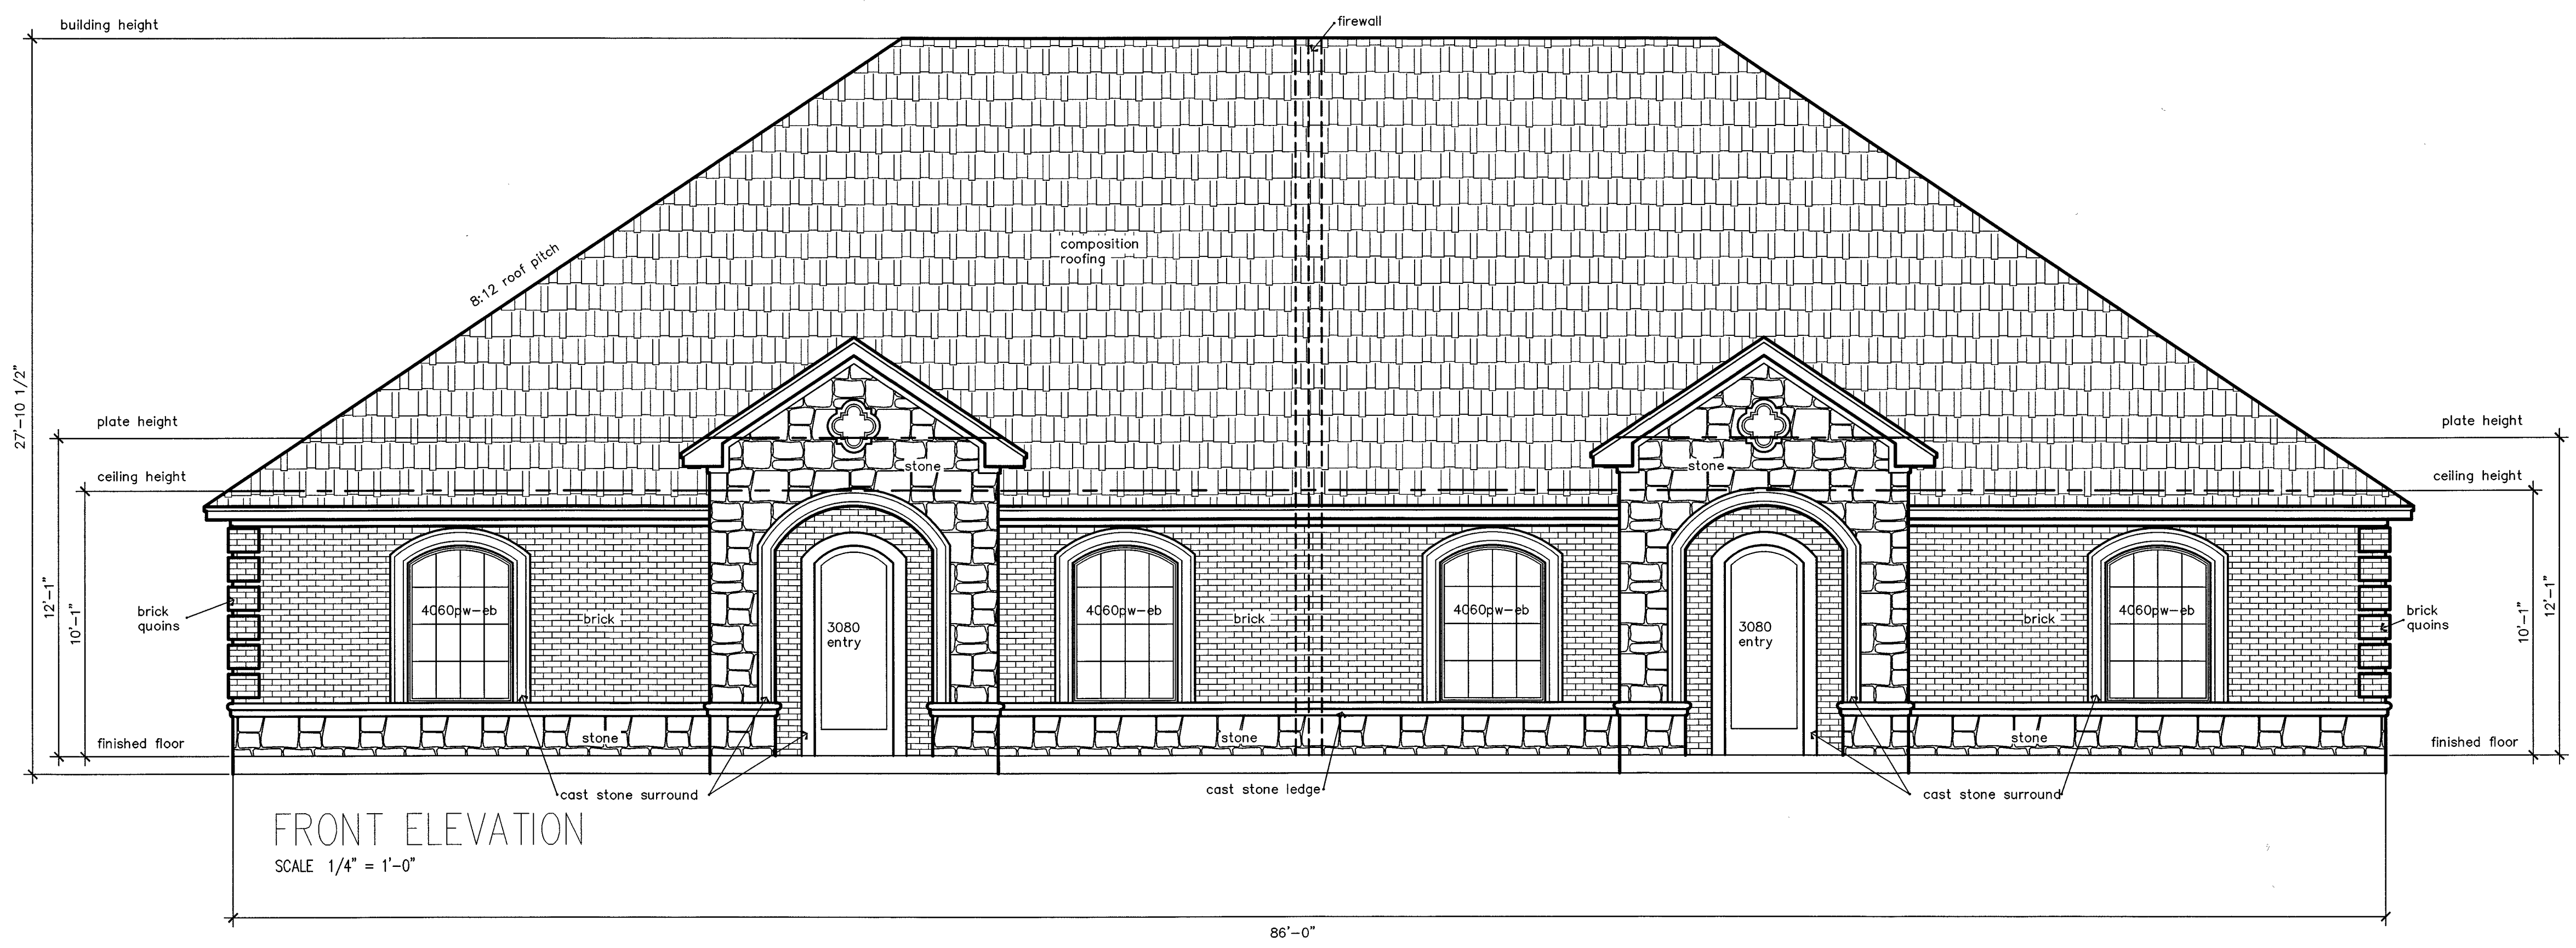 building height
firewall
8:12 roof pitch
composition
roofing
27'-10 1/2"
plate height
plate height
ceiling height
ceiling height
stone
stone
12'-1"
10'-1"
10'-1"
12'-1"
brick
quoins
4060pw-eb
brick
3080
entry
4060pw-eb
brick
4060pw-eb
3080
entry
brick
4060pw-eb
brick
quoins
finished floor
stone
stone
stone
finished floor
cast stone surround
cast stone ledge
cast stone surround
FRONT ELEVATION
SCALE 1/4" = 1'-0"
86'-0"